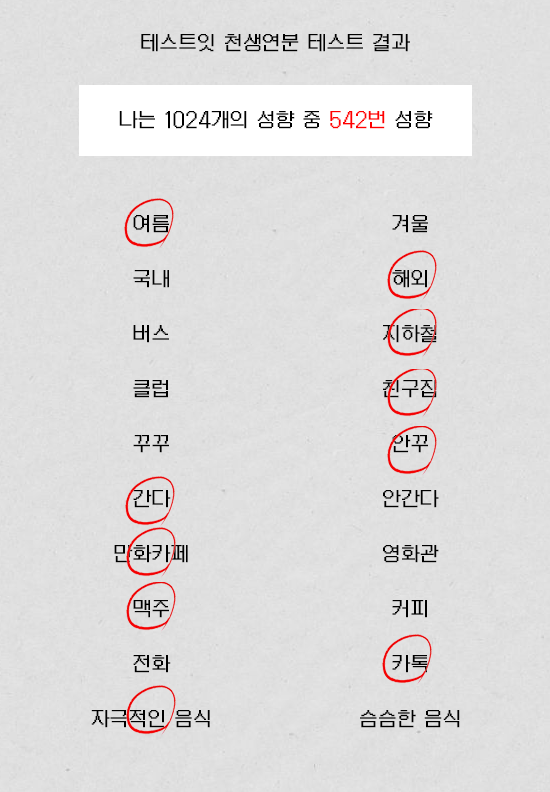 테스트잇 천생연분 테스트 결과
나는 1024개의 성향 중 542번 성향
여름 겨울
국내 해외
버스 지하철
클럽 친구집
꾸꾸 안꾸
간다 안간다
만화카페 영화관
맥주 커피
전화 카톡
자극적인 음식 슴슴한 음식